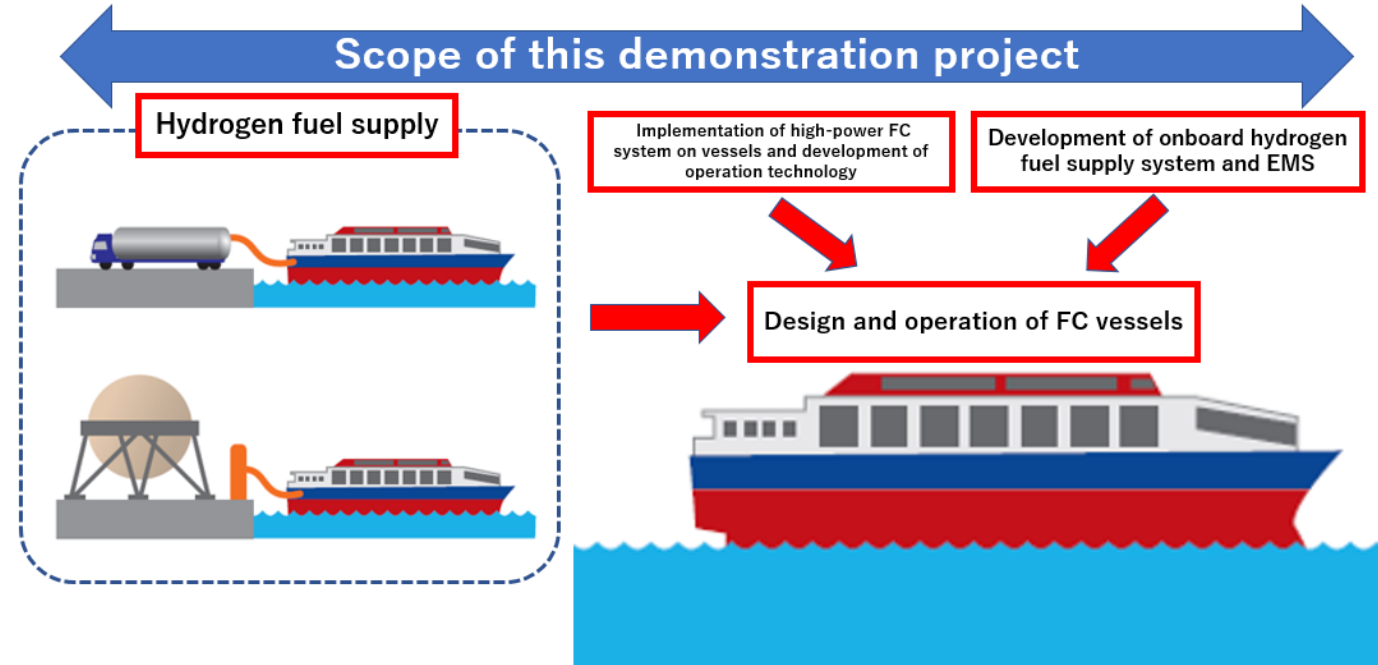 Scope of this demonstration project
Hydrogen fuel supply
Implementation of high-power FC
system on vessels and development of
operation technology
Development of onboard hydrogen
fuel supply system and EMS
Design and operation of FC vessels